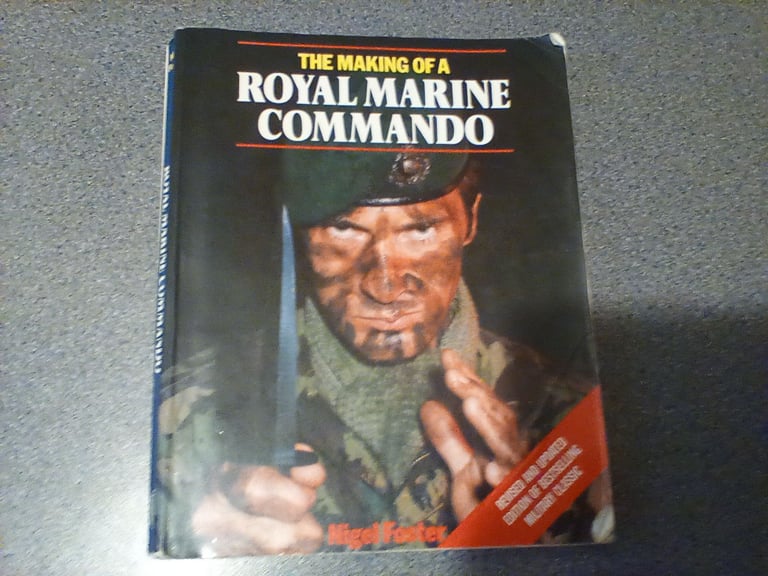 THE MAKING OF A
ROYAL MARINE
COMMANDO
ROYAL MARINE COMMANDO
Nigel Foster
REVISED AND UPDATED
EDITION OF BESTSELLING
MILITARY CLASSIC